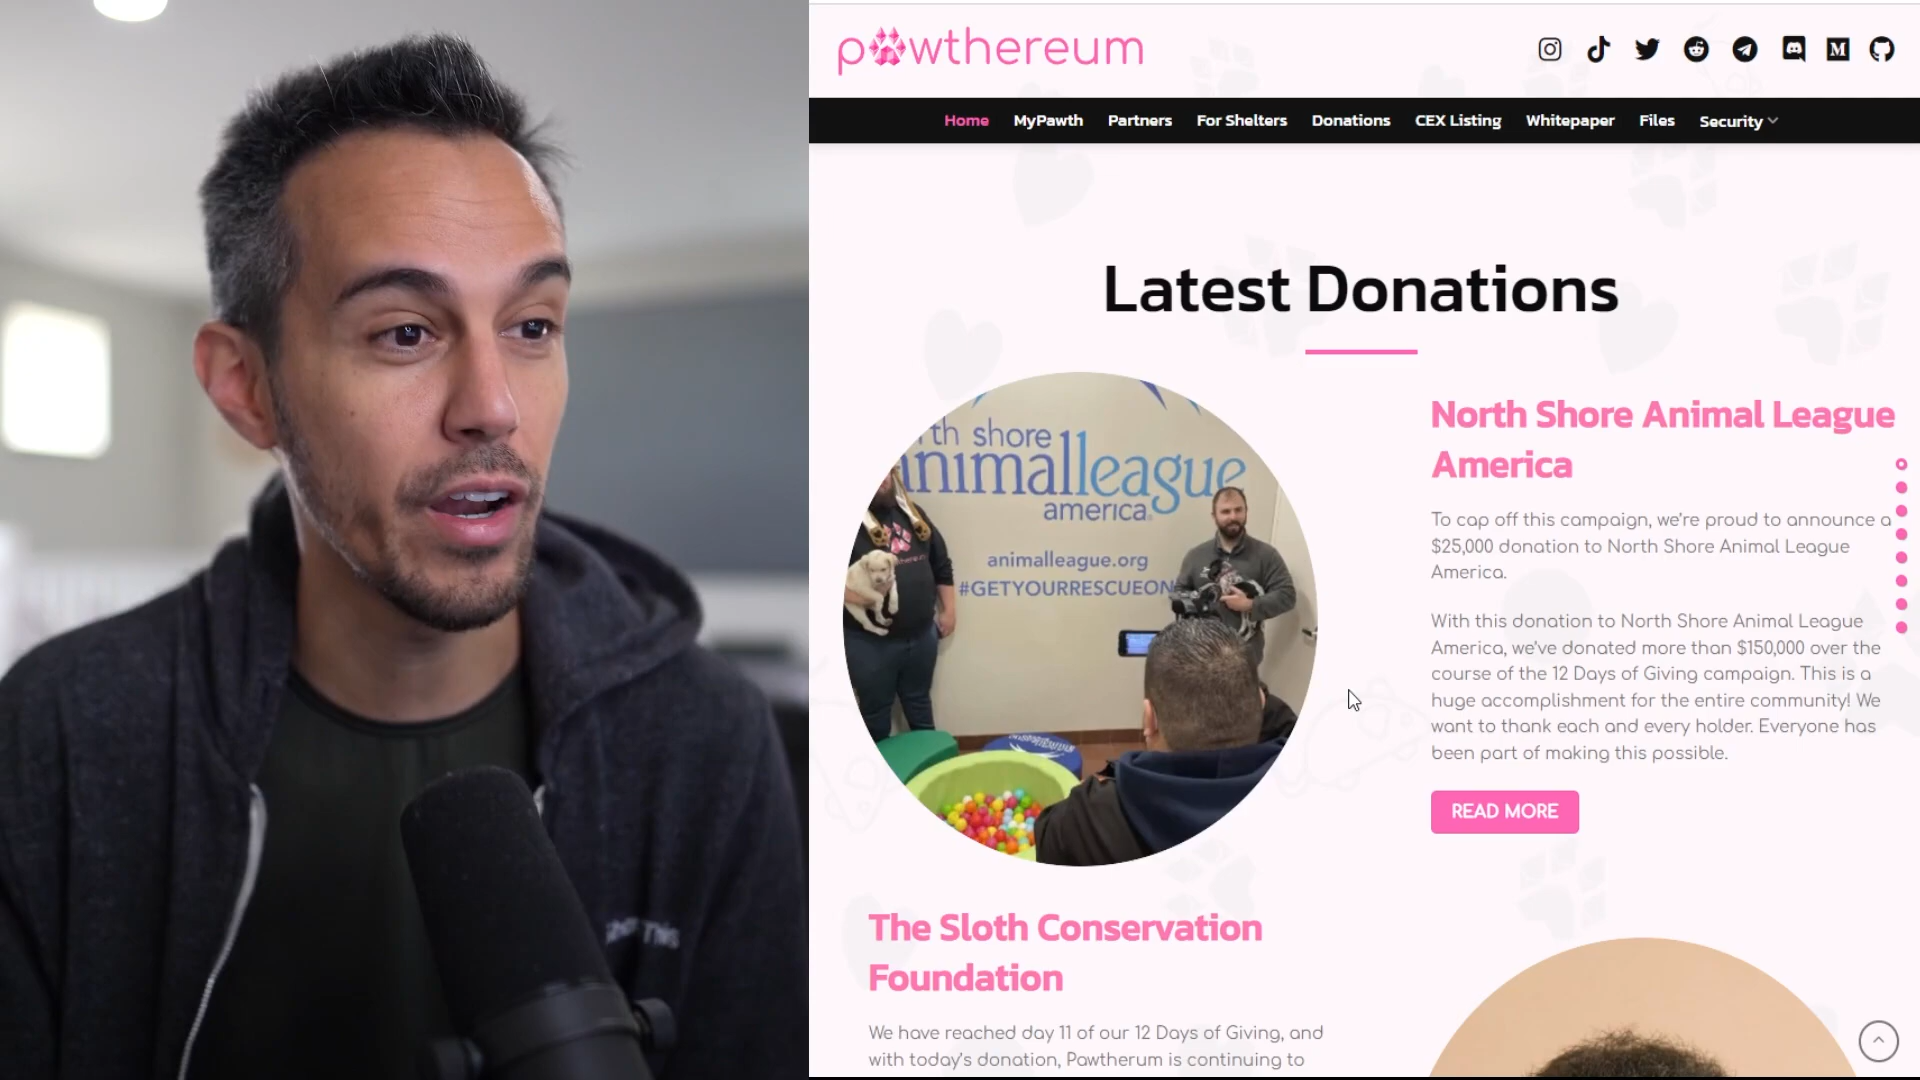 pawthereum
Home MyPawth Partners For Shelters Donations CEX Listing Whitepaper Files Security
Latest Donations
th shore
animalleague
america
animalleague.org
#GETYOURRESCUEON
North Shore Animal League
America
To cap off this campaign, we're proud to announce a
$25,000 donation to North Shore Animal League
America.
With this donation to North Shore Animal League
America, we've donated more than $150,000 over the
course of the 12 Days of Giving campaign. This is a
huge accomplishment for the entire community! We
want to thank each and every holder. Everyone has
been part of making this possible.
READ MORE
The Sloth Conservation
Foundation
We have reached day 11 of our 12 Days of Giving, and
with today's donation, Pawtherum is continuing to
This